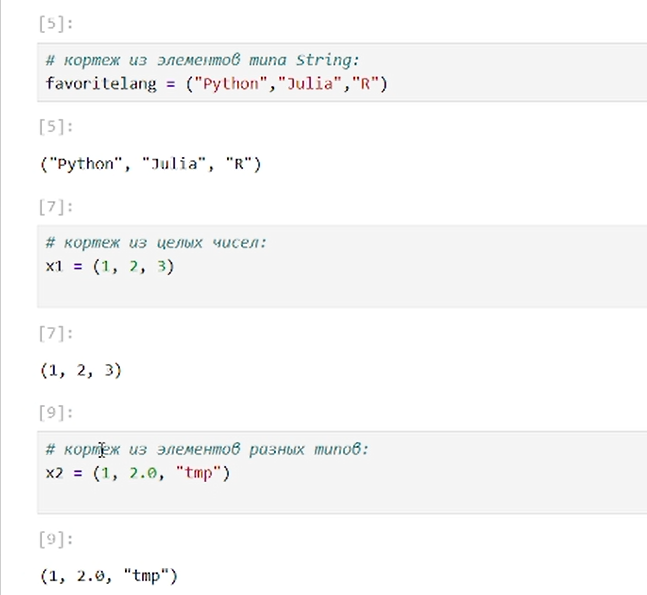 [5]:
# кортеж из элементов типа String:
favoritelang = ("Python","Julia","R")
[5]:
("Python", "Julia", "R")
[7]:
# кортеж из целых чисел:
x1 = (1, 2, 3)
[7]:
(1, 2, 3)
[9]:
# кортеж из элементов разных типов:
x2 = (1, 2.0, "tmp")
[9]:
(1, 2.0, "tmp")